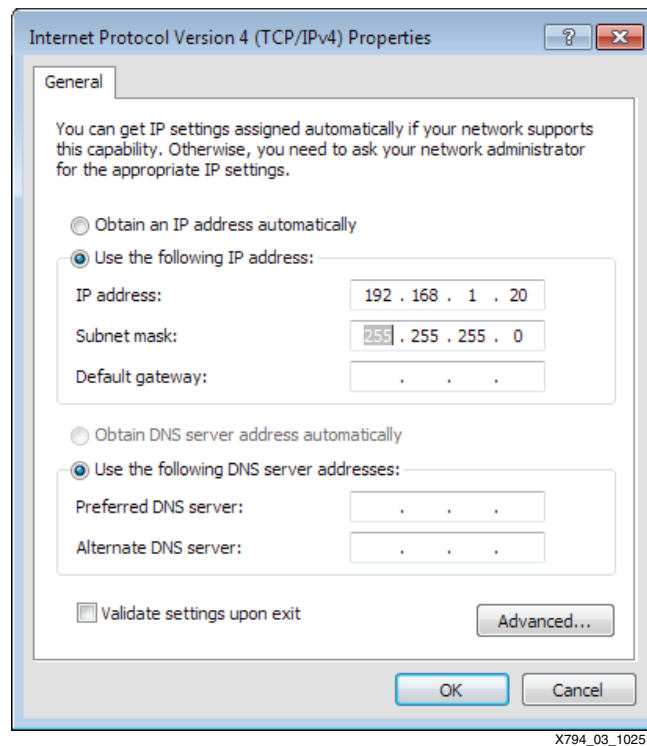 Internet Protocol Version 4 (TCP/IPv4) Properties
?
General
You can get IP settings assigned automatically if your network supports
this capability. Otherwise, you need to ask your network administrator
for the appropriate IP settings.
Obtain an IP address automatically
Use the following IP address:
IP address: 192 . 168 . 1 . 20
Subnet mask: 255 . 255 . 255 . 0
Default gateway: . . .
Obtain DNS server address automatically
Use the following DNS server addresses:
Preferred DNS server: . . .
Alternate DNS server: . . .
Validate settings upon exit
Advanced...
OK Cancel
X794_03_1025